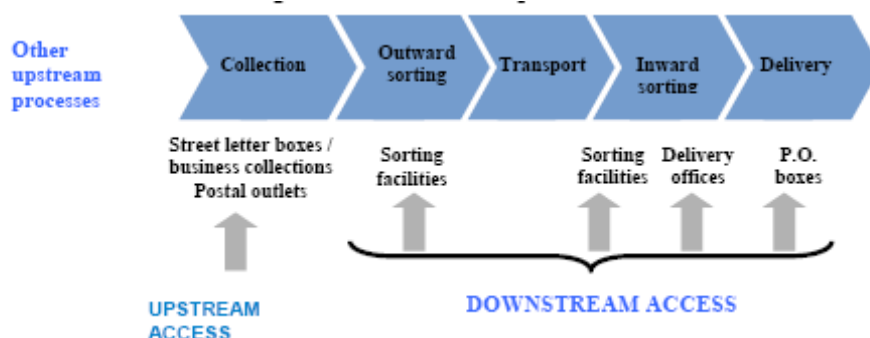 Other
upstream
processes
Collection
Outward
sorting
Transport
Inward
sorting
Delivery
Street letter boxes /
business collections
Postal outlets
Sorting
facilities
Sorting
facilities
Delivery
offices
P.O.
boxes
UPSTREAM
ACCESS
DOWNSTREAM ACCESS